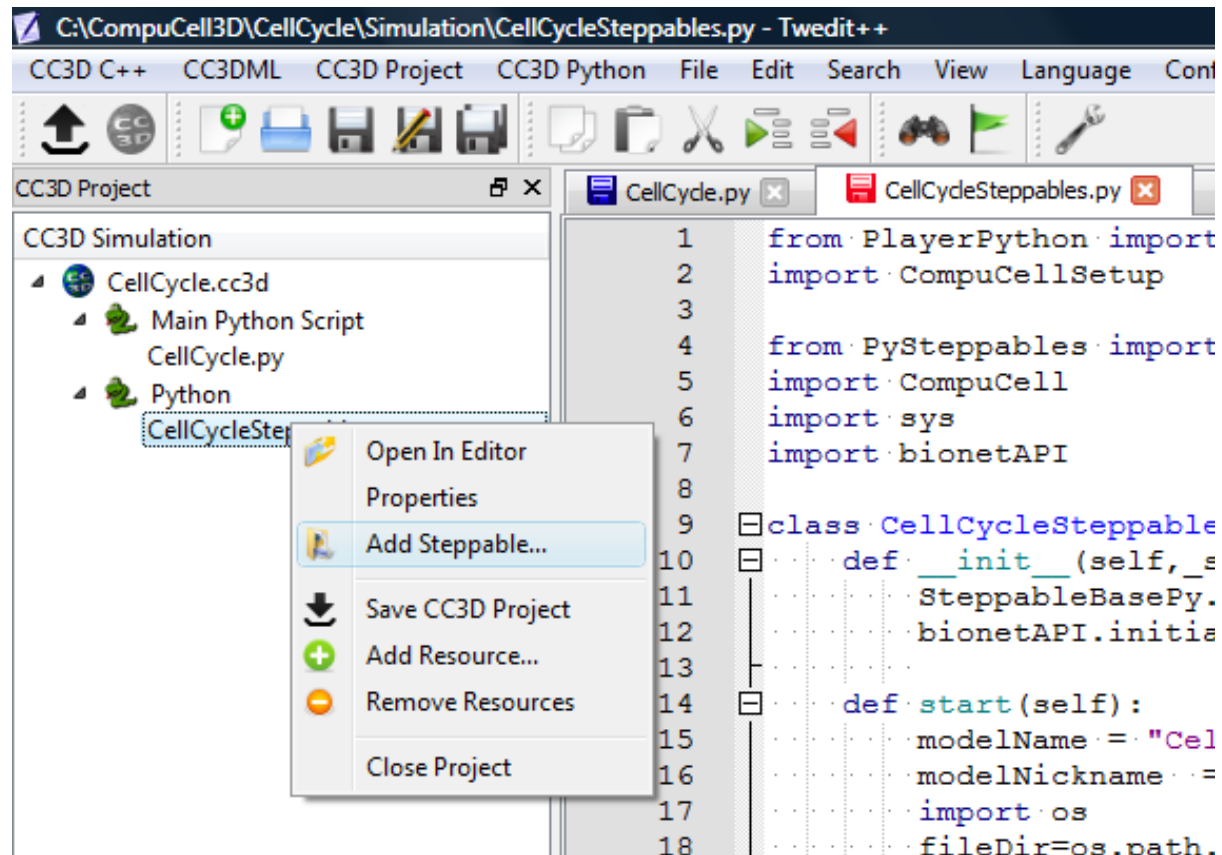 C:\CompuCell3D\CellCycle\Simulation\CellCycleSteppables.py - Twedit++
CC3D C++ CC3DML CC3D Project CC3D Python File Edit Search View Language Conf
CC3D
CC3D Project
CellCycle.py CellCycleSteppables.py
CC3D Simulation
CellCycle.cc3d
Main Python Script
CellCycle.py
Python
CellCycleStep
Open In Editor
Properties
Add Steppable...
Save CC3D Project
Add Resource...
Remove Resources
Close Project
1 from PlayerPython import
2 import CompuCellSetup
3
4 from PySteppables import
5 import CompuCell
6 import sys
7 import bionetAPI
8
9 class CellCycleSteppable
10 def __init__(self,_s
11 SteppableBasePy.
12 bionetAPI.initia
13
14 def start(self):
15 modelName = "Cel
16 modelNickname =
17 import os
18 fileDir=os.path.